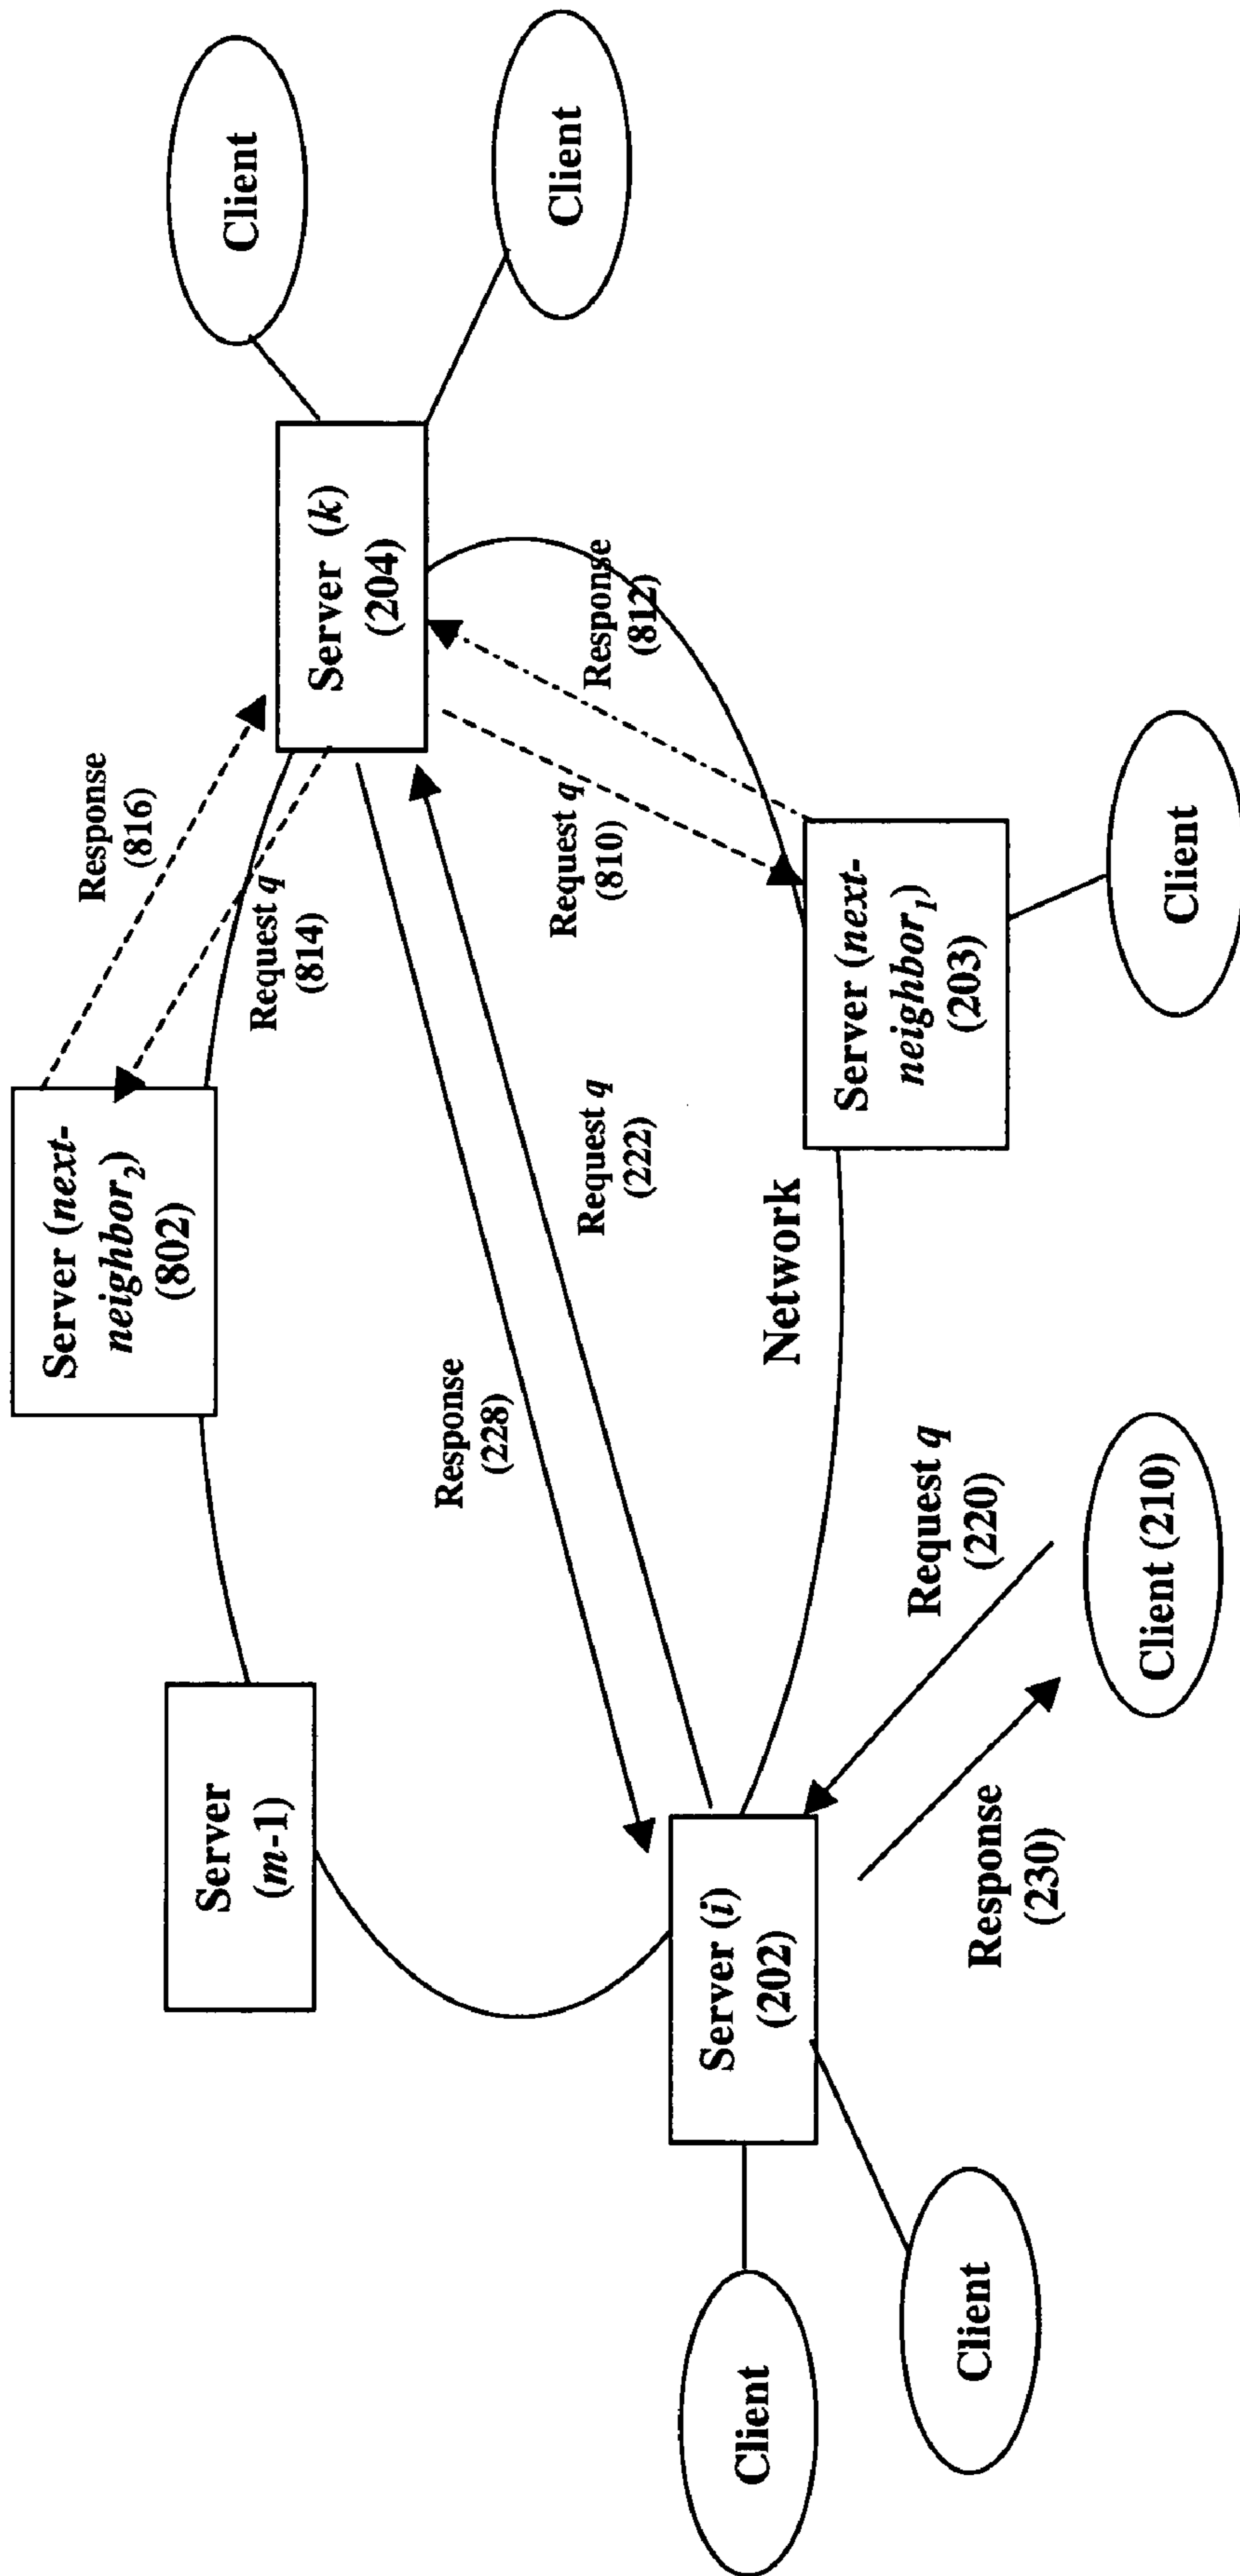 Server (next-
neighbor₂)
(802)
Response
(816)
Server
(m-1)
Client
Request q
(814)
Server (k)
(204)
Response
(228)
Client
Request q
(810)
Response
(812)
Request q
(222)
Server (i)
(202)
Client
Network
Server (next-
neighbor₁)
(203)
Request q
(220)
Client
Response
(230)
Client (210)
Client